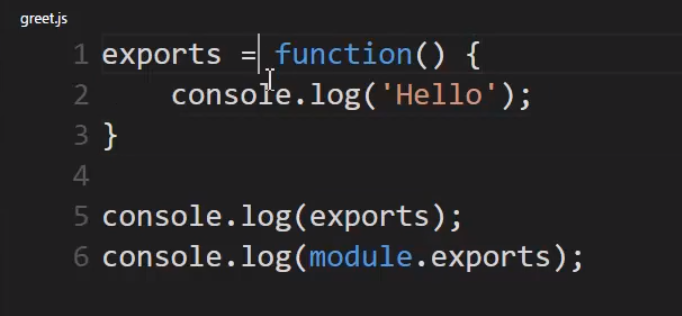 greet.js
1 exports = function() {
2     console.log('Hello');
3 }
4
5 console.log(exports);
6 console.log(module.exports);